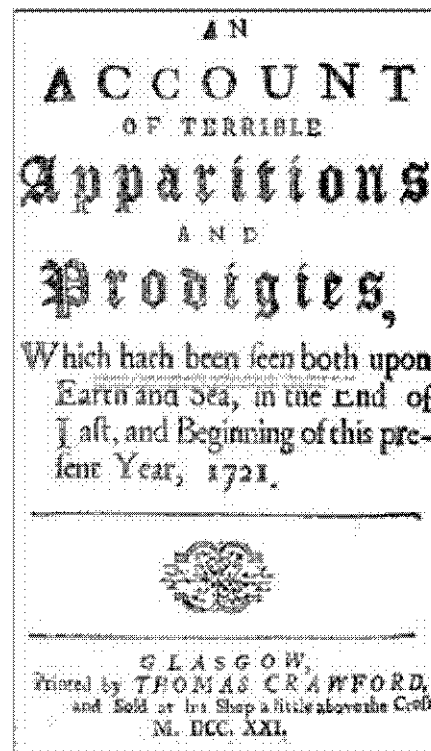 AN
ACCOUNT
OF TERRIBLE
Apparitions
AND
Prodigies,
Which hath been ſeen both upon
Earth and Sea, in the End of
Laſt, and Beginning of this pre-
ſent Year, 1721.
GLASGOW,
Printed by THOMAS CRAWFORD,
and Sold at his Shop a little above the Croſs
M. DCC. XXI.